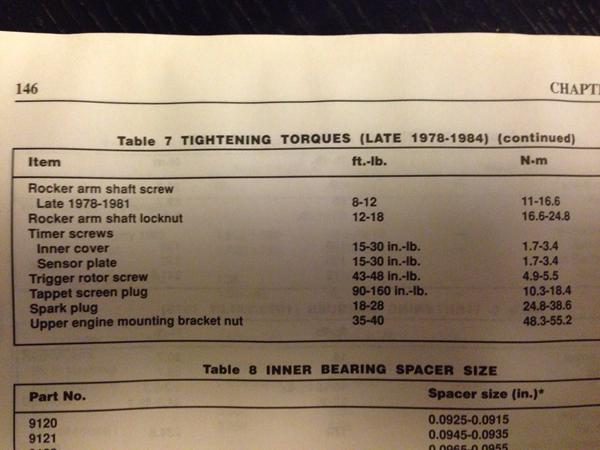 146 CHAPTE
Table 7 TIGHTENING TORQUES (LATE 1978-1984) (continued)
Item ft.-lb. N·m
Rocker arm shaft screw
Late 1978-1981 8-12 11-16.6
Rocker arm shaft locknut 12-18 16.6-24.8
Timer screws
Inner cover 15-30 in.-lb. 1.7-3.4
Sensor plate 15-30 in.-lb. 1.7-3.4
Trigger rotor screw 43-48 in.-lb. 4.9-5.5
Tappet screen plug 90-160 in.-lb. 10.3-18.4
Spark plug 18-28 24.8-38.6
Upper engine mounting bracket nut 35-40 48.3-55.2
Table 8 INNER BEARING SPACER SIZE
Part No. Spacer size (in.)*
9120 0.0925-0.0915
9121 0.0945-0.0935
0.0965-0.0955